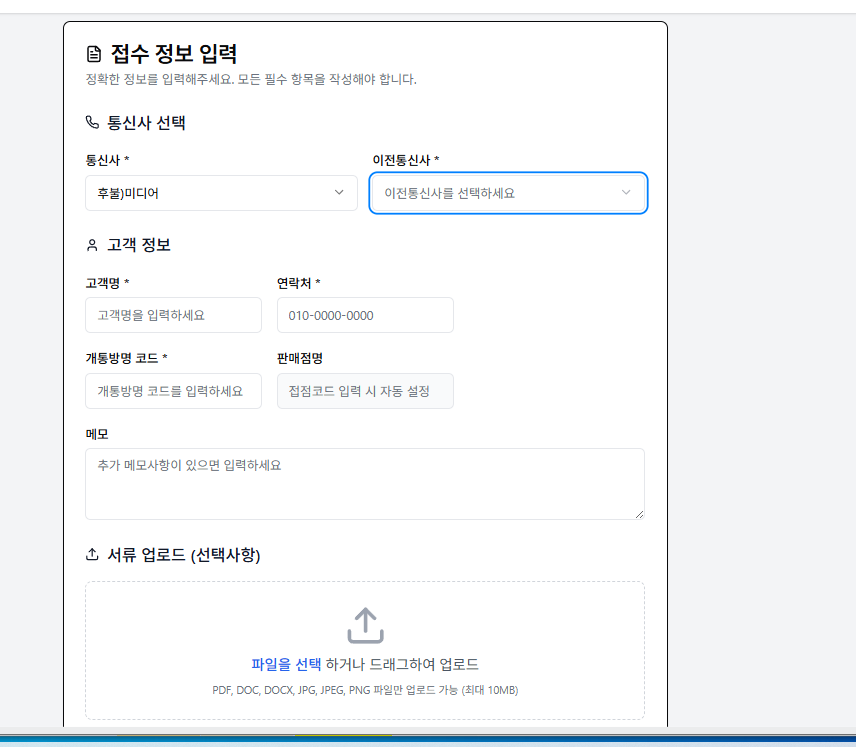 접수 정보 입력
정확한 정보를 입력해주세요. 모든 필수 항목을 작성해야 합니다.
통신사 선택
통신사 * 이전통신사 *
후불)미디어 이전통신사를 선택하세요
고객 정보
고객명 * 연락처 *
고객명을 입력하세요 010-0000-0000
개통방명 코드 * 판매점명
개통방명 코드를 입력하세요 접점코드 입력 시 자동 설정
메모
추가 메모사항이 있으면 입력하세요
서류 업로드 (선택사항)
파일을 선택 하거나 드래그하여 업로드
PDF, DOC, DOCX, JPG, JPEG, PNG 파일만 업로드 가능 (최대 10MB)